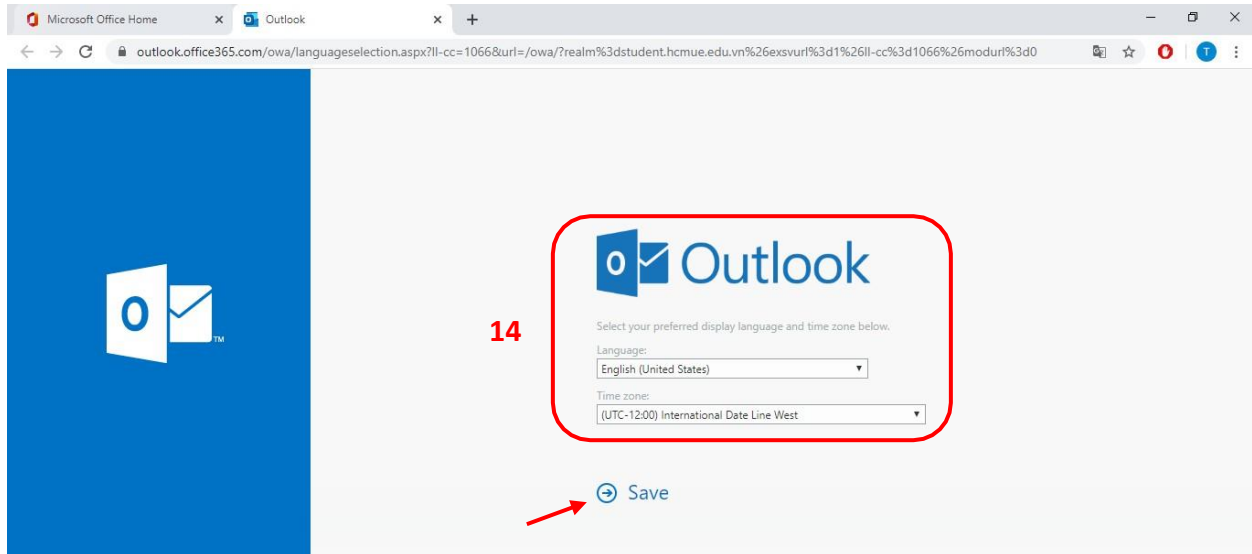 Microsoft Office Home
Outlook
outlook.office365.com/owa/languageselection.aspx?ll-cc=1066&url=/owa/?realm%3dstudent.hcmue.edu.vn%26exsvurl%3d1%26ll-cc%3d1066%26modurl%3d0
T
Outlook
14
Select your preferred display language and time zone below.
Language:
English (United States)
Time zone:
(UTC-12:00) International Date Line West
Save
O
TM